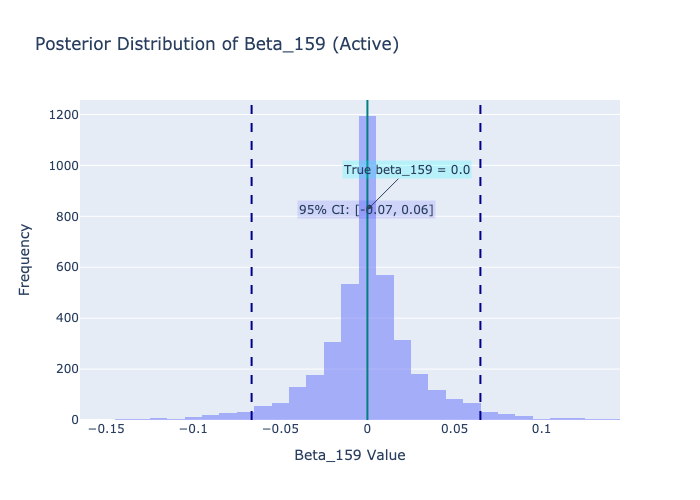 Posterior Distribution of Beta_159 (Active)
1200
1000
800
600
400
200
0
Frequency
True beta_159 = 0.0
95% CI: [-0.07, 0.06]
−0.15
−0.1
−0.05
0
0.05
0.1
Beta_159 Value